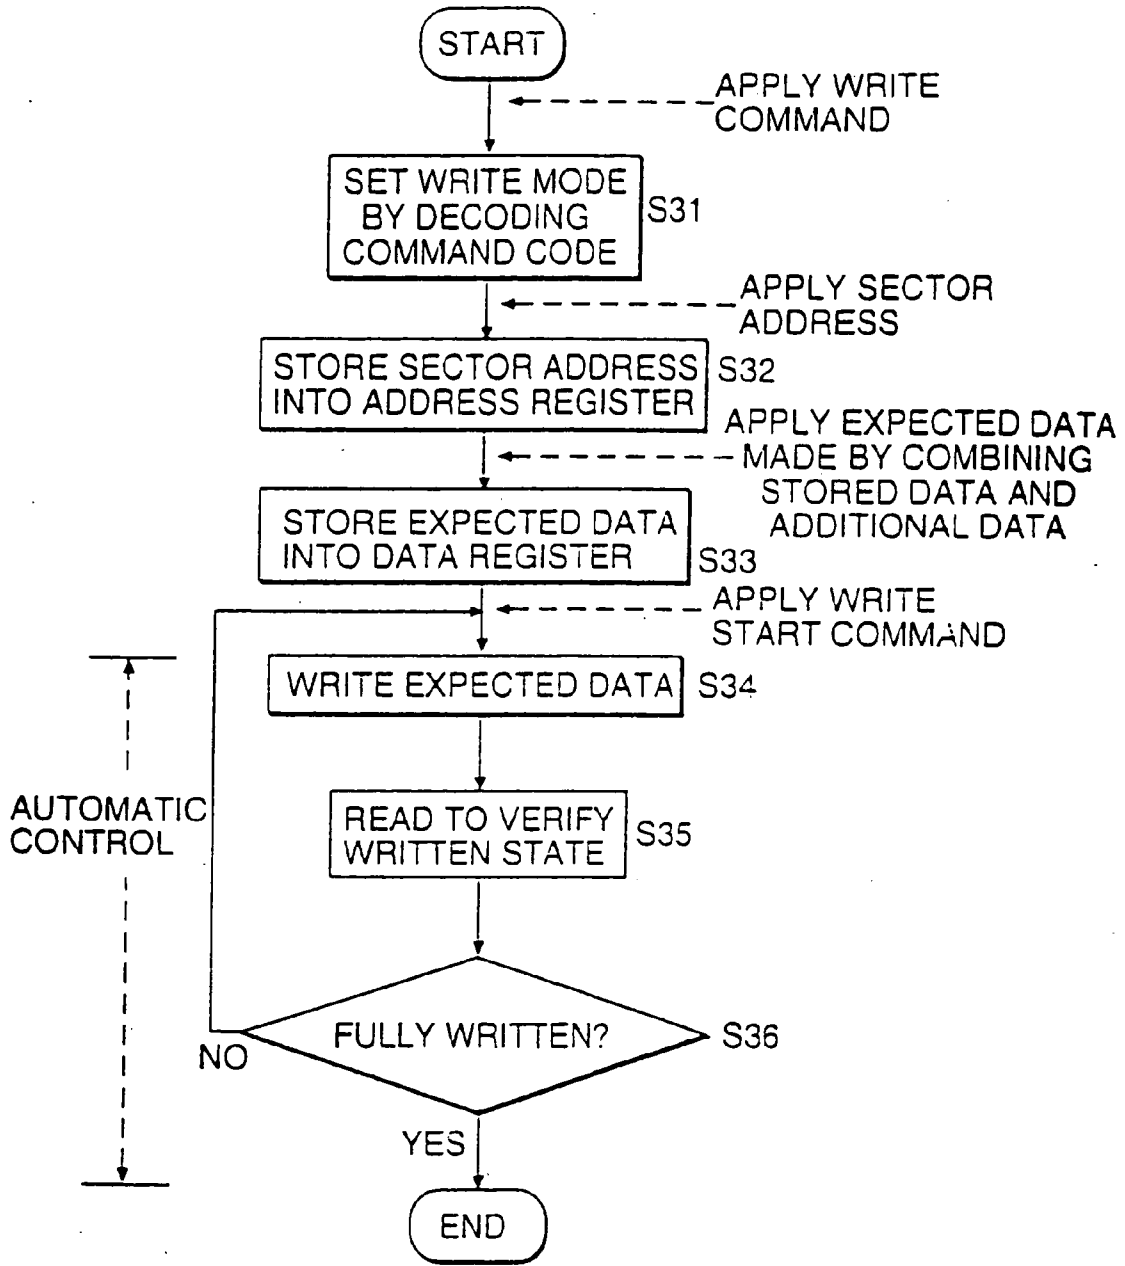 START
APPLY WRITE
COMMAND
SET WRITE MODE
BY DECODING
COMMAND CODE
S31
APPLY SECTOR
ADDRESS
STORE SECTOR ADDRESS
INTO ADDRESS REGISTER
S32
APPLY EXPECTED DATA
MADE BY COMBINING
STORED DATA AND
ADDITIONAL DATA
STORE EXPECTED DATA
INTO DATA REGISTER
S33
APPLY WRITE
START COMMAND
WRITE EXPECTED DATA
S34
AUTOMATIC
CONTROL
READ TO VERIFY
WRITTEN STATE
S35
FULLY WRITTEN?
S36
NO
YES
END